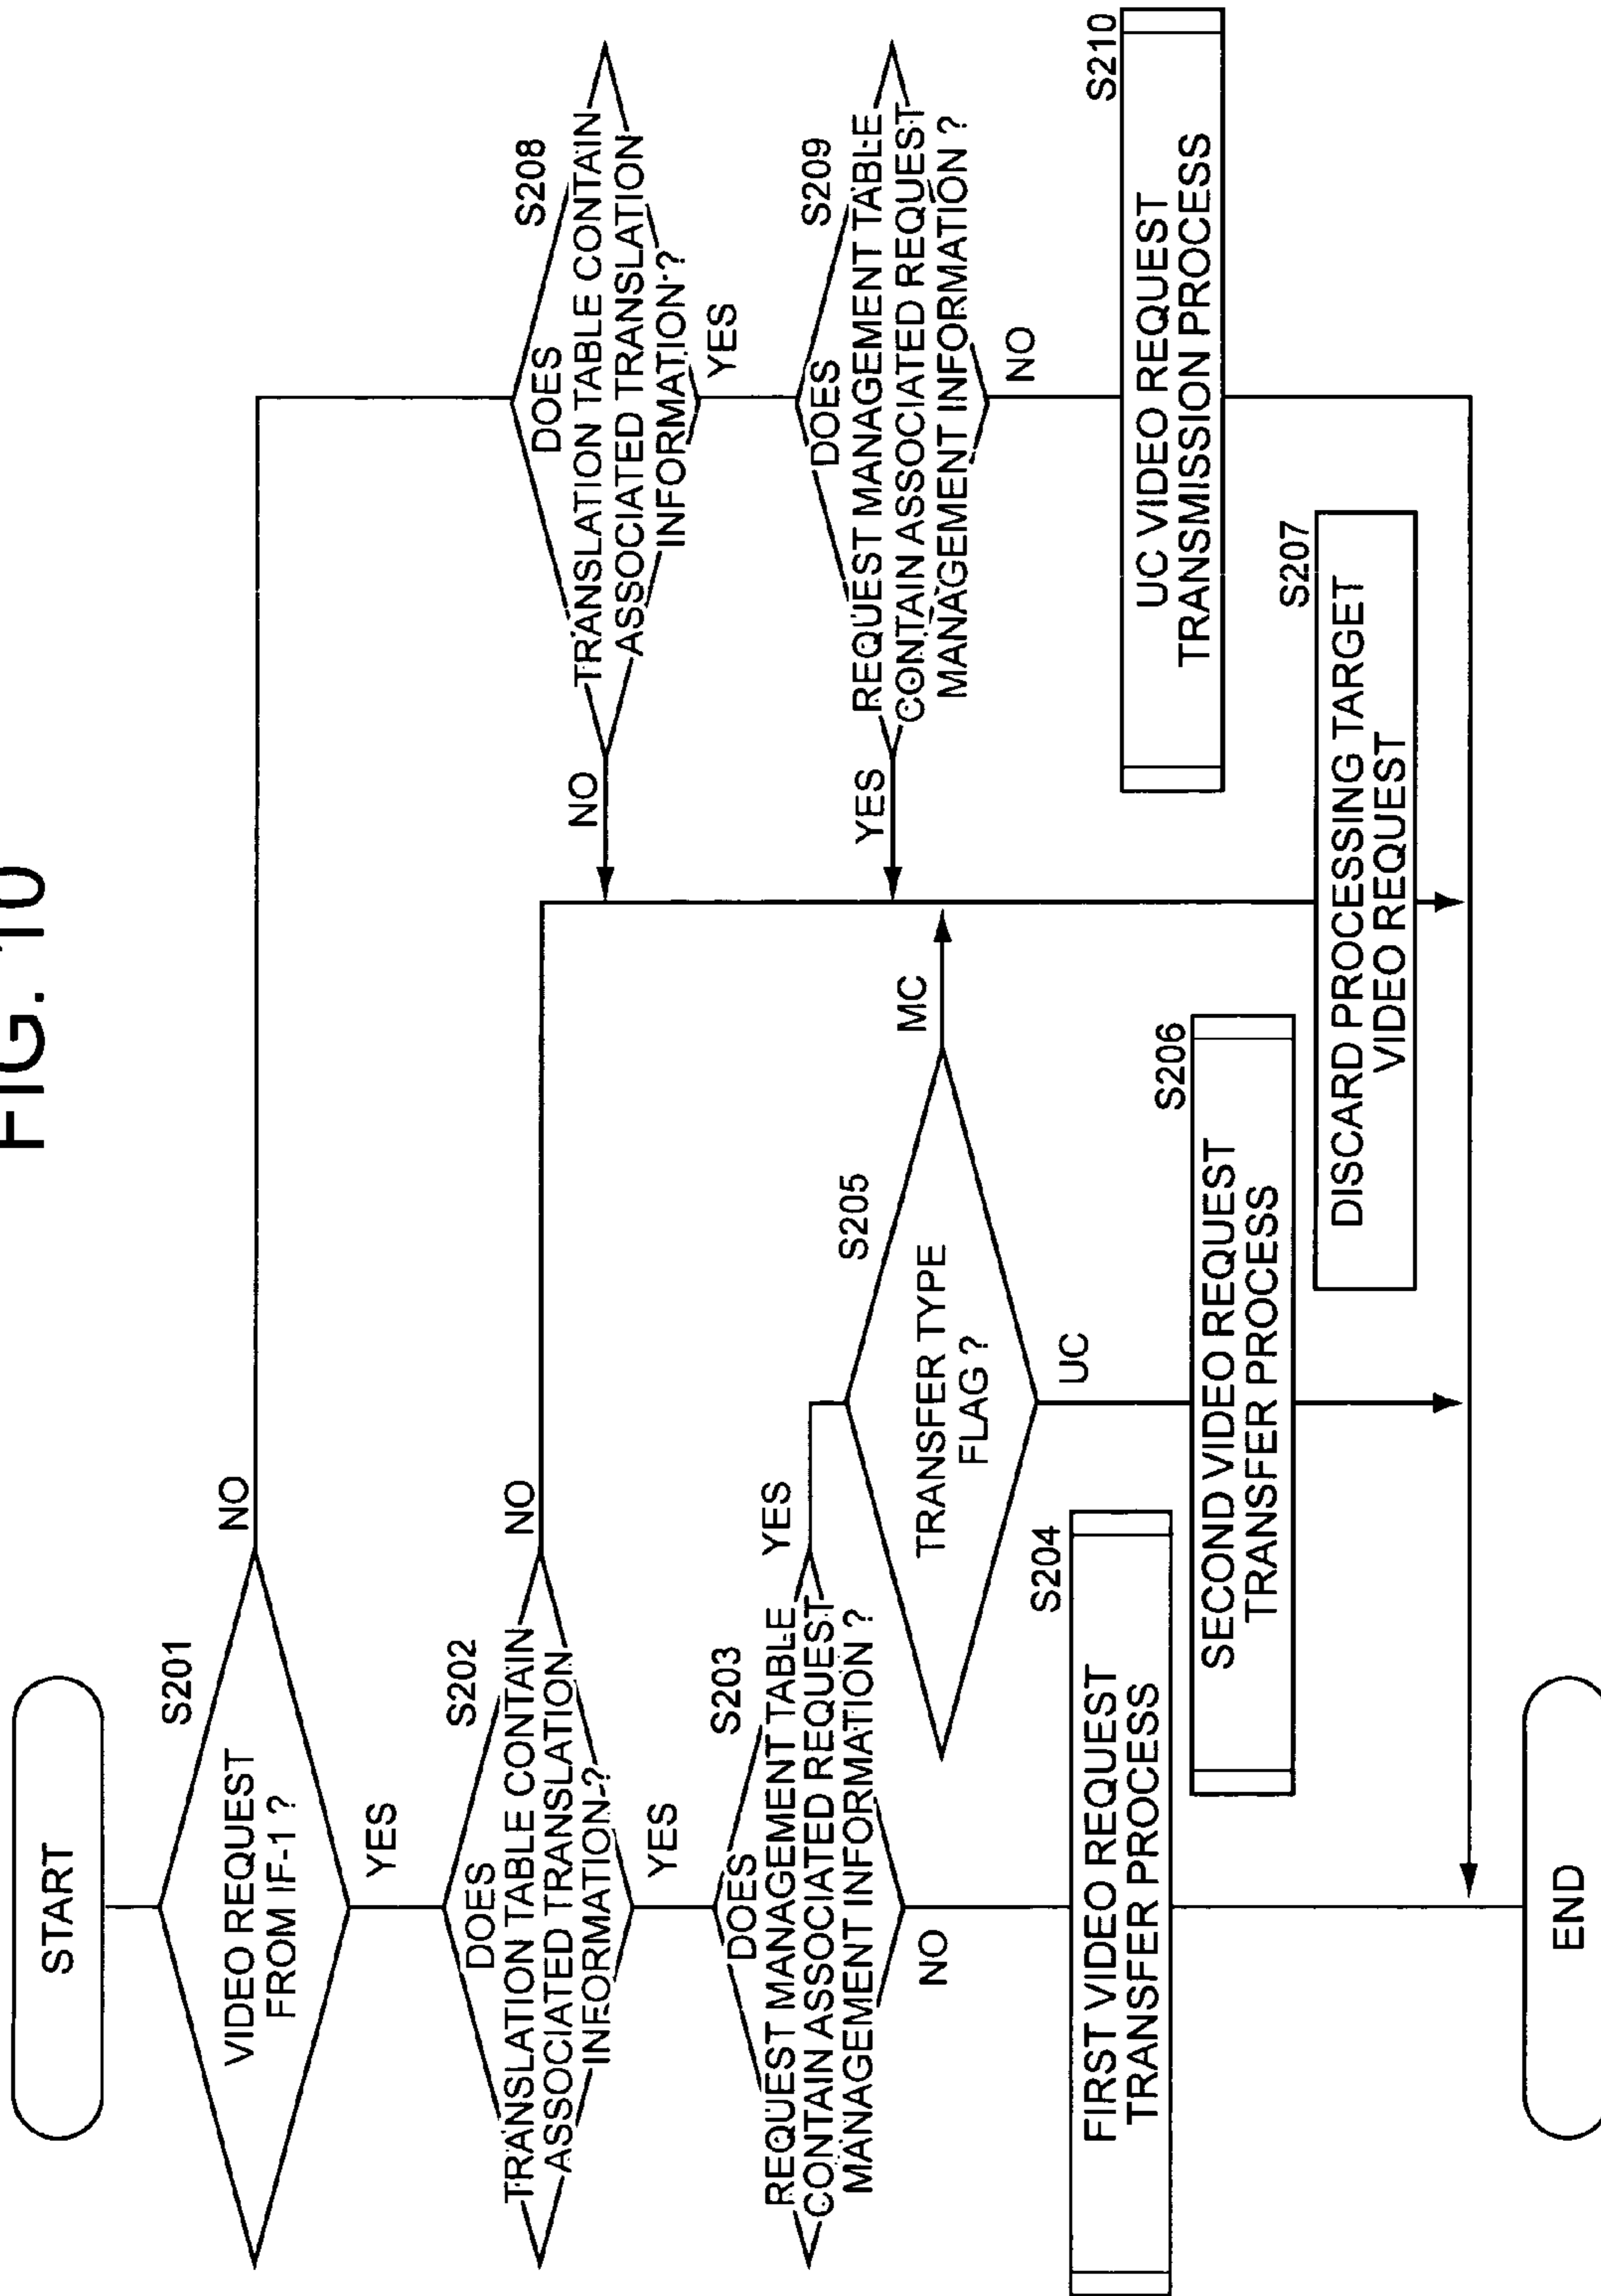 FIG. 10
START
S201
VIDEO REQUEST
FROM IF-1 ?
NO
YES
S202
DOES
TRANSLATION TABLE CONTAIN
ASSOCIATED TRANSLATION
INFORMATION ?
NO
YES
S203
DOES
REQUEST MANAGEMENT TABLE
CONTAIN ASSOCIATED REQUEST
MANAGEMENT INFORMATION ?
YES
NO
S204
FIRST VIDEO REQUEST
TRANSFER PROCESS
S205
TRANSFER TYPE
FLAG ?
MC
UC
S206
SECOND VIDEO REQUEST
TRANSFER PROCESS
S207
DISCARD PROCESSING TARGET
VIDEO REQUEST
S208
DOES
TRANSLATION TABLE CONTAIN
ASSOCIATED TRANSLATION
INFORMATION ?
NO
YES
S209
DOES
REQUEST MANAGEMENT TABLE
CONTAIN ASSOCIATED REQUEST
MANAGEMENT INFORMATION ?
YES
NO
S210
UC VIDEO REQUEST
TRANSMISSION PROCESS
END